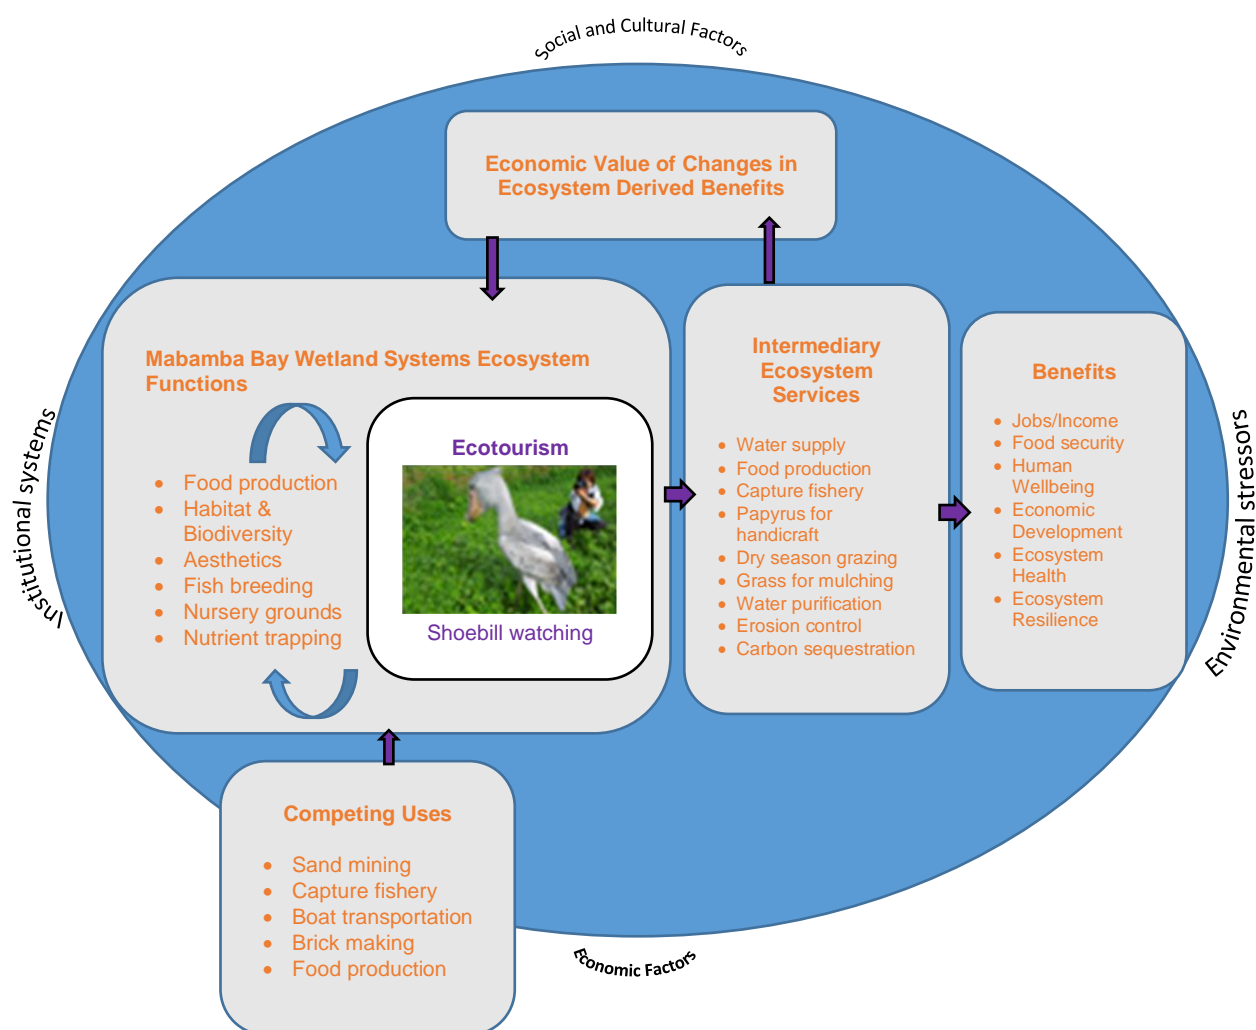 Social and Cultural Factors
Economic Value of Changes in
Ecosystem Derived Benefits
Institutional systems
Mabamba Bay Wetland Systems Ecosystem
Functions
• Food production
• Habitat &
Biodiversity
• Aesthetics
• Fish breeding
• Nursery grounds
• Nutrient trapping
Ecotourism
Shoebill watching
Intermediary
Ecosystem
Services
• Water supply
• Food production
• Capture fishery
• Papyrus for
handicraft
• Dry season grazing
• Grass for mulching
• Water purification
• Erosion control
• Carbon sequestration
Benefits
• Jobs/Income
• Food security
• Human
Wellbeing
• Economic
Development
• Ecosystem
Health
• Ecosystem
Resilience
Environmental stressors
Competing Uses
• Sand mining
• Capture fishery
• Boat transportation
• Brick making
• Food production
Economic Factors